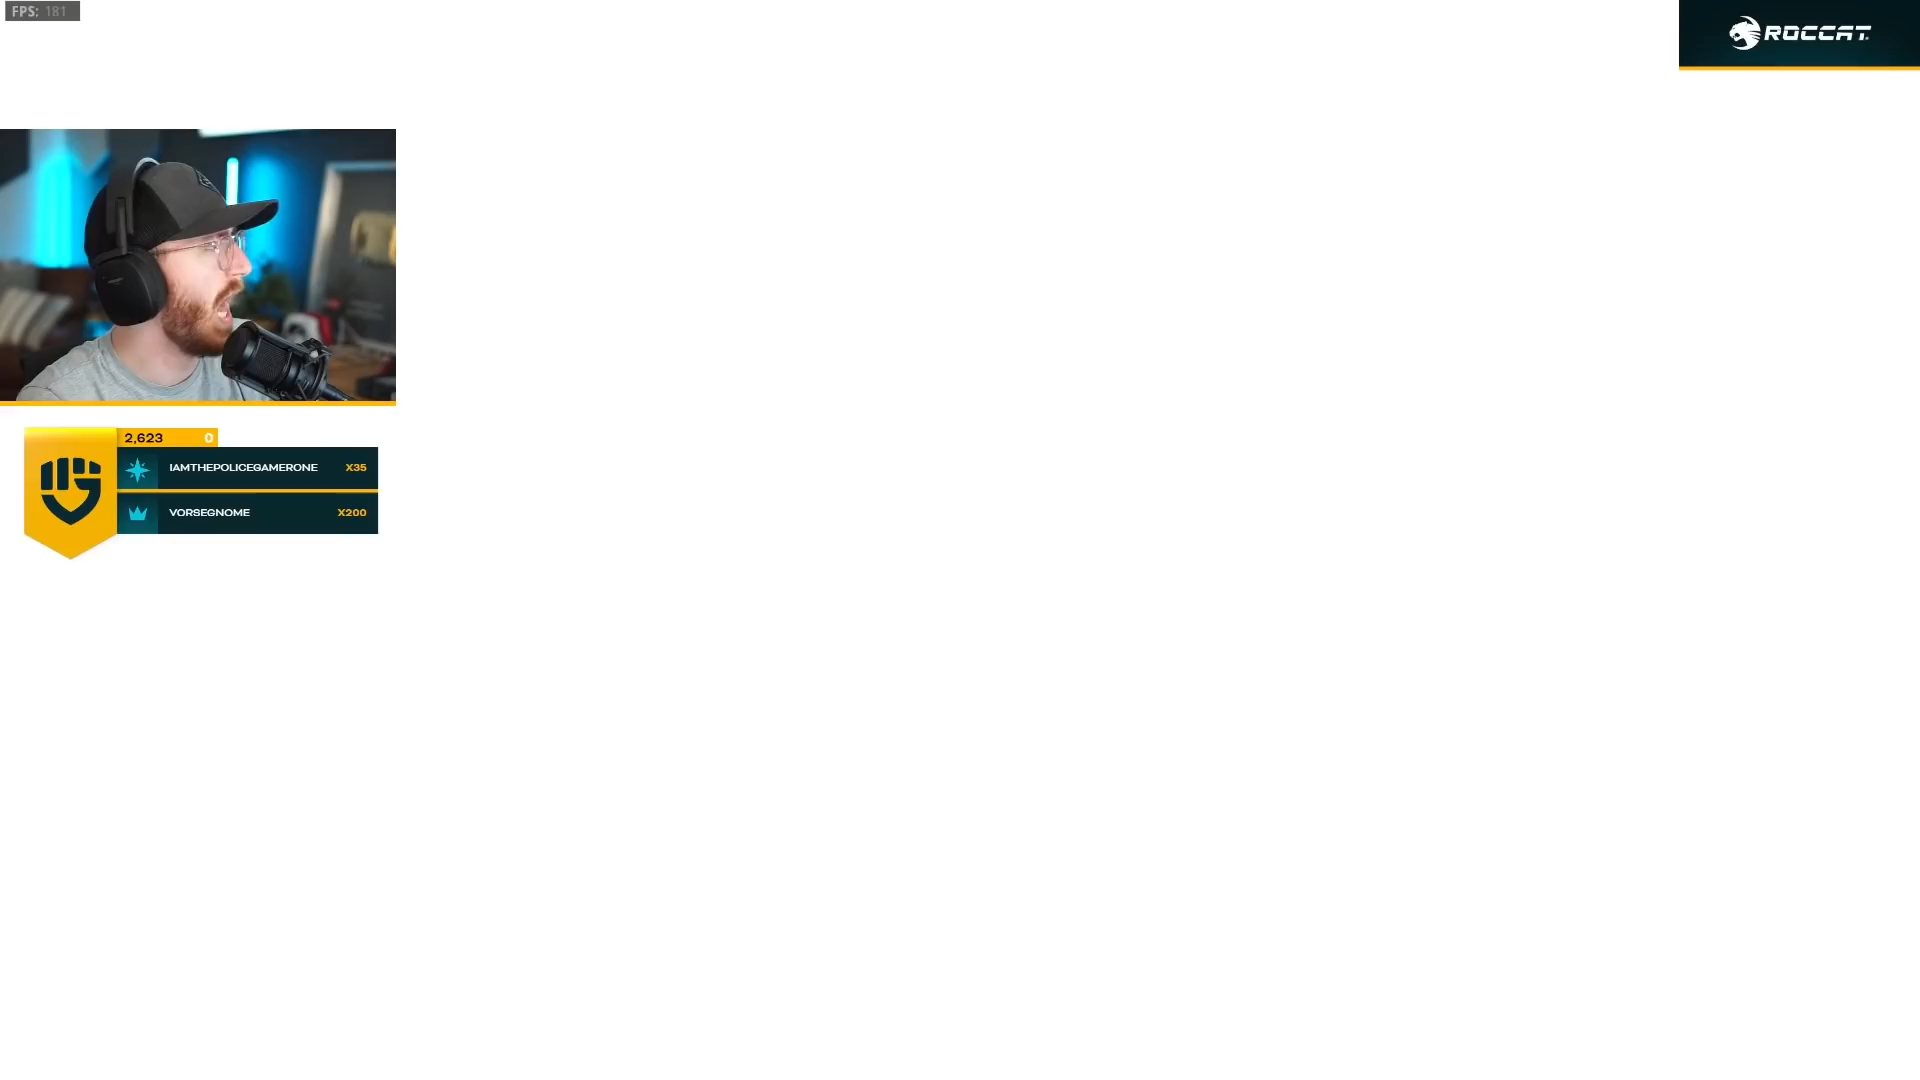 FPS: 181
ROCCAT
2,623 0
IAMTHEPOLICEGAMERONE X35
VORSEGNOME X200